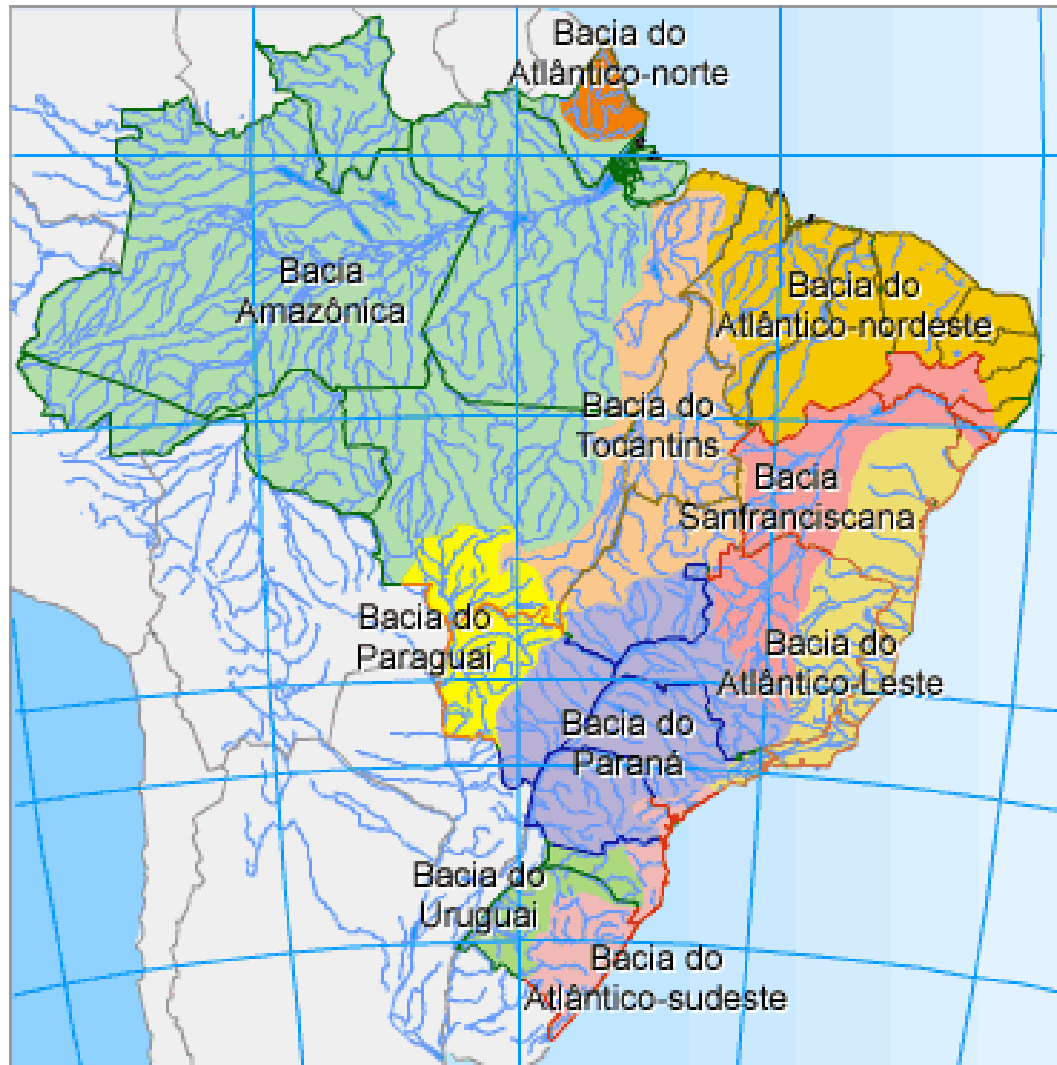 Bacia do
Atlântico-norte
Bacia
Amazônica
Bacia do
Atlântico-nordeste
Bacia do
Tocantins
Bacia
Sanfranciscana
Bacia do
Paraguai
Bacia do
Atlântico-Leste
Bacia do
Paraná
Bacia do
Uruguai
Bacia do
Atlântico-sudeste